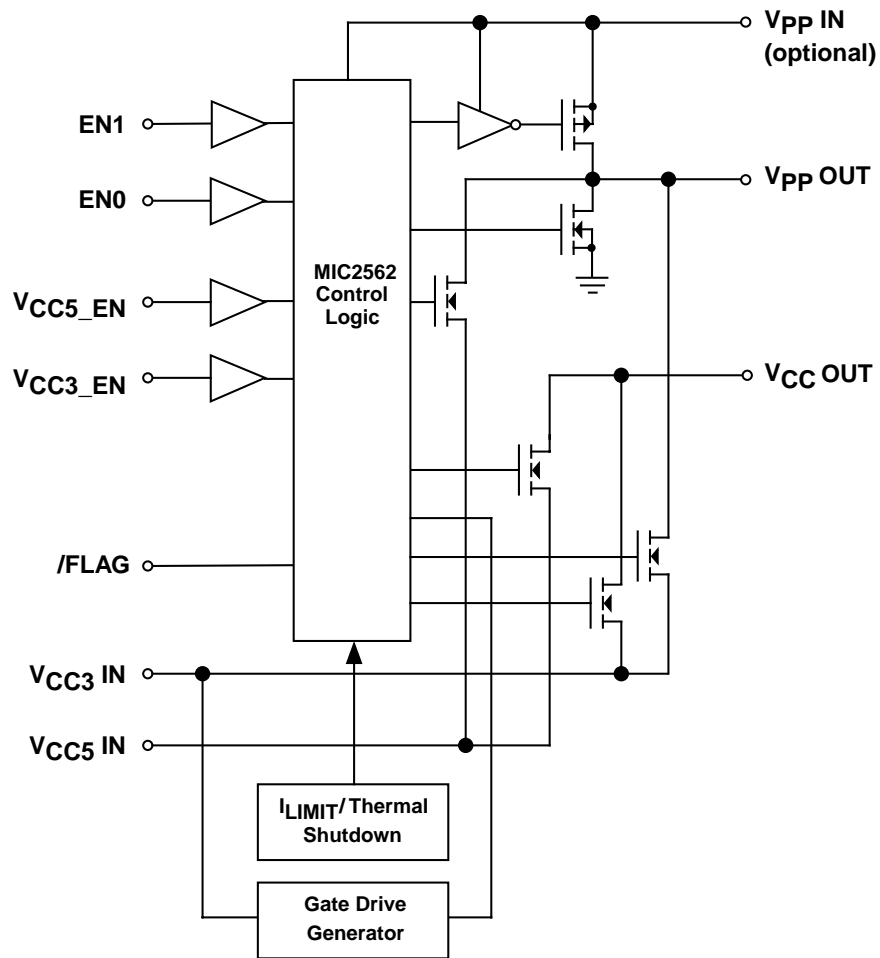 VPP IN
(optional)
EN1
VPP OUT
EN0
MIC2562
Control
Logic
VCC5_EN
VCC3_EN
VCC OUT
/FLAG
VCC3 IN
VCC5 IN
ILIMIT/Thermal
Shutdown
Gate Drive
Generator